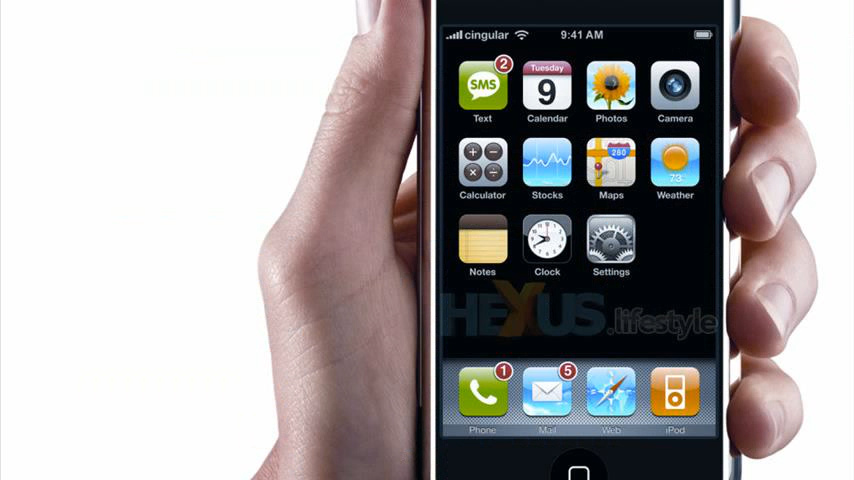 cingular 9:41 AM
2
SMS
Tuesday
9
Text Calendar Photos Camera
280
73°
Calculator Stocks Maps Weather
Notes Clock Settings
HEXUS.lifestyle
1 5
Phone Mail Web iPod